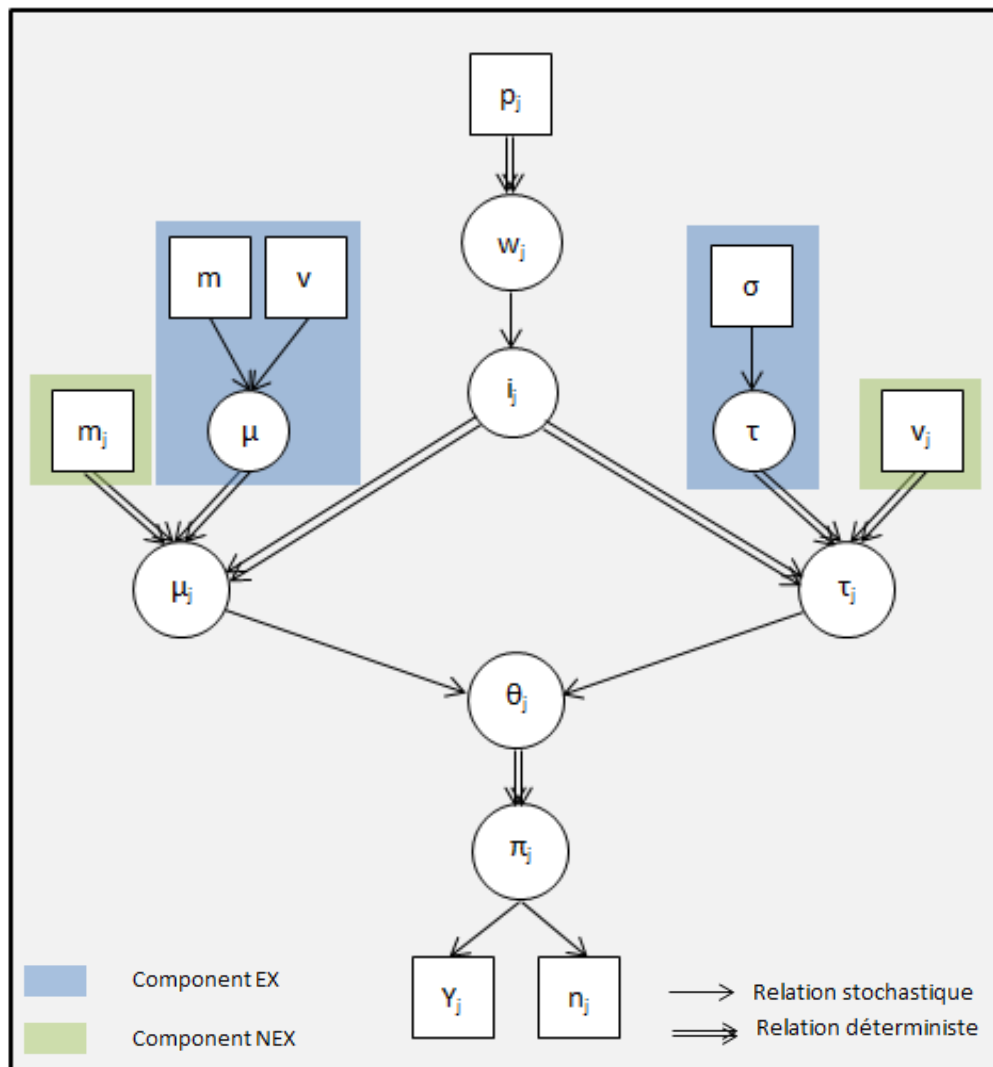 pⱼ
wⱼ
m v σ
iⱼ
mⱼ μ τ vⱼ
μⱼ τⱼ
θⱼ
πⱼ
Yⱼ nⱼ
Component EX
Component NEX
Relation stochastique
Relation déterministe